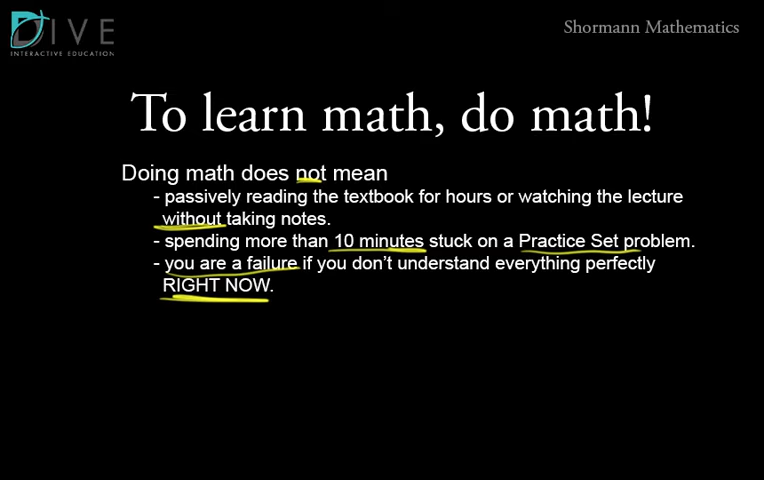 DIVE
INTERACTIVE EDUCATION
Shormann Mathematics
To learn math, do math!
Doing math does not mean
- passively reading the textbook for hours or watching the lecture
without taking notes.
- spending more than 10 minutes stuck on a Practice Set problem.
- you are a failure if you don't understand everything perfectly
RIGHT NOW.